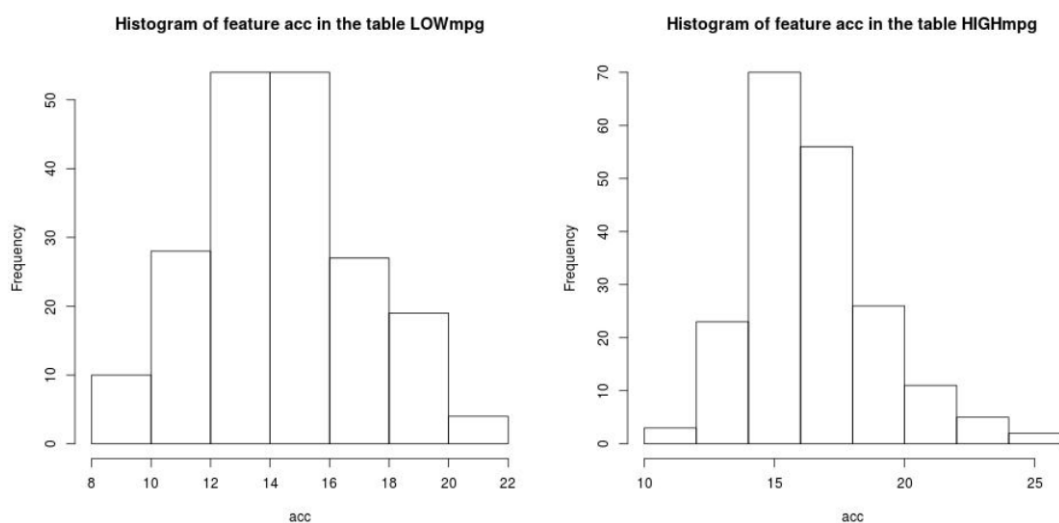 Histogram of feature acc in the table LOWmpg
Frequency
0
10
20
30
40
50
8 10 12 14 16 18 20 22
acc
Histogram of feature acc in the table HIGHmpg
Frequency
0
10
20
30
40
50
60
70
10 15 20 25
acc